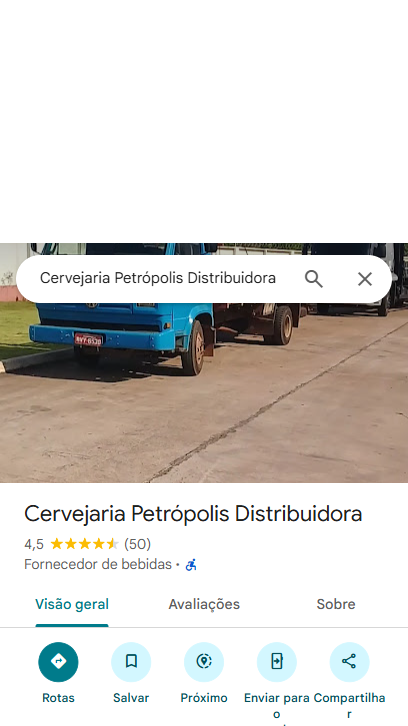 Cervejaria Petrópolis Distribuidora
Cervejaria Petrópolis Distribuidora
4,5 (50)
Fornecedor de bebidas ·
Visão geral Avaliações Sobre
Rotas Salvar Próximo Enviar para Compartilha
o r